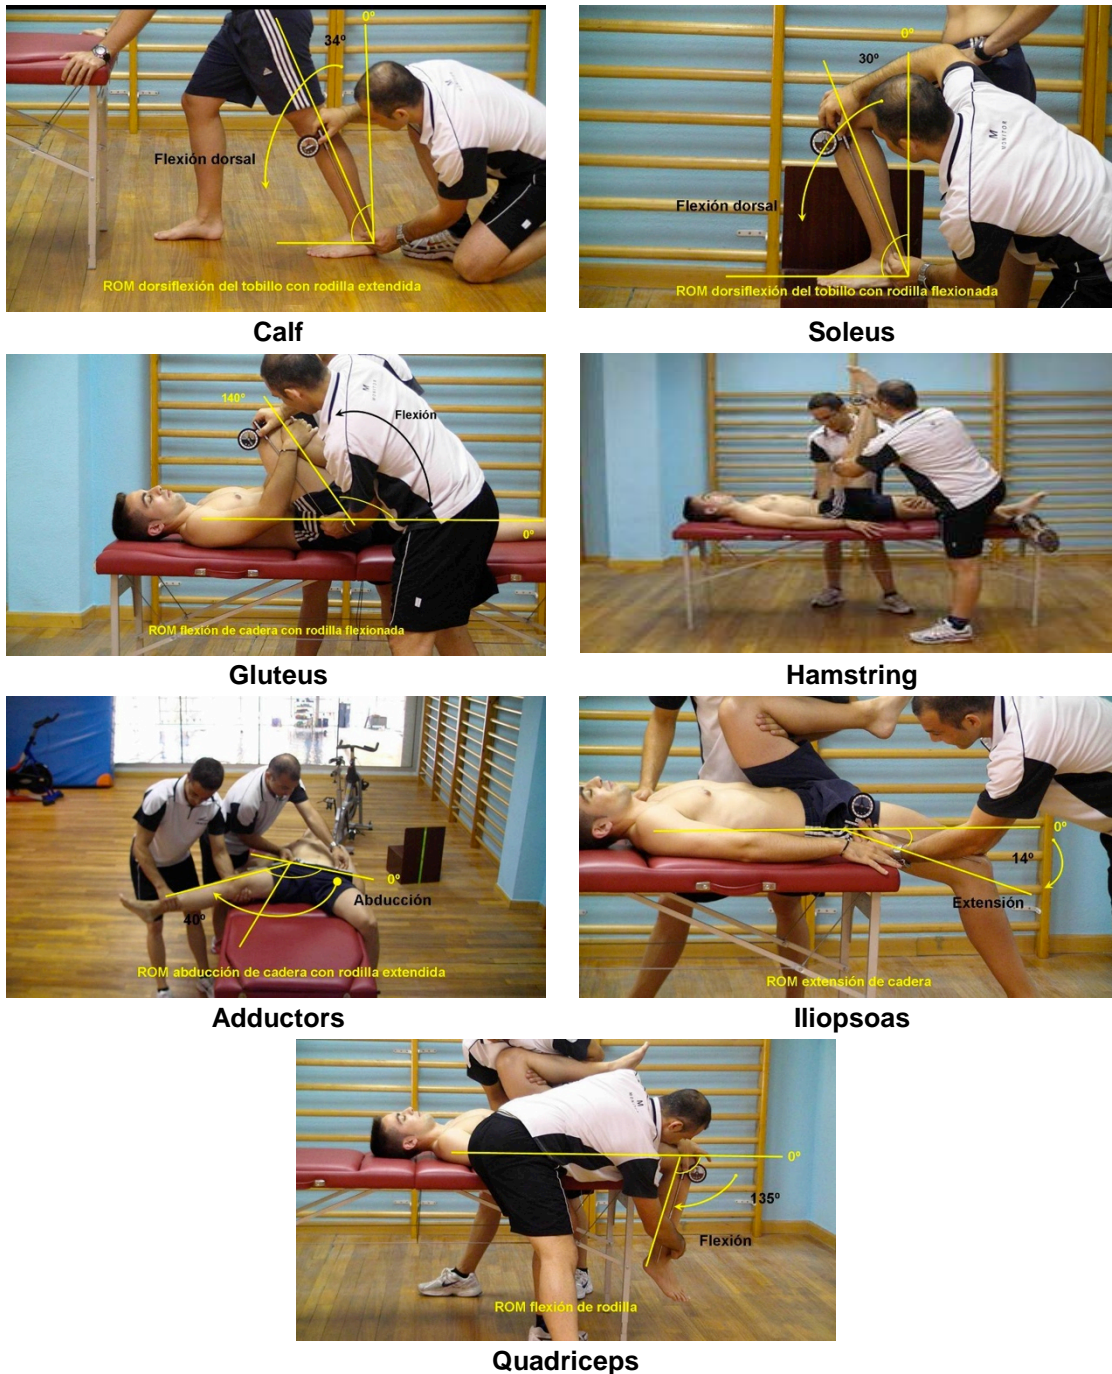 0º
34º
Flexión dorsal
ROM dorsiflexión del tobillo con rodilla extendida
Calf
0º
30º
MONITOR
Flexión dorsal
ROM dorsiflexión del tobillo con rodilla flexionada
Soleus
140º
Flexión
0º
ROM flexión de cadera con rodilla flexionada
Gluteus
Hamstring
0º
Abducción
40º
ROM abducción de cadera con rodilla extendida
Adductors
0º
14º
Extensión
ROM extensión de cadera
Iliopsoas
0º
135º
Flexión
ROM flexión de rodilla
Quadriceps